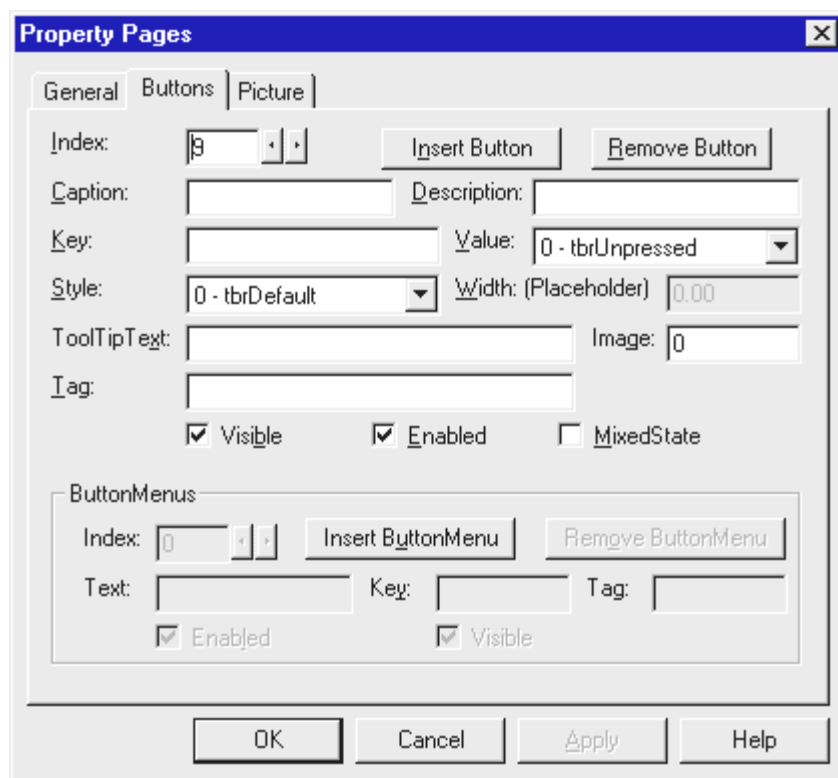 Property Pages
General Buttons Picture
Index: 9 Insert Button Remove Button
Caption: Description:
Key: Value: 0 - tbrUnpressed
Style: 0 - tbrDefault Width: (Placeholder) 0.00
ToolTipText: Image: 0
Tag:
Visible Enabled MixedState
ButtonMenus
Index: 0 Insert ButtonMenu Remove ButtonMenu
Text: Key: Tag:
Enabled Visible
OK Cancel Apply Help